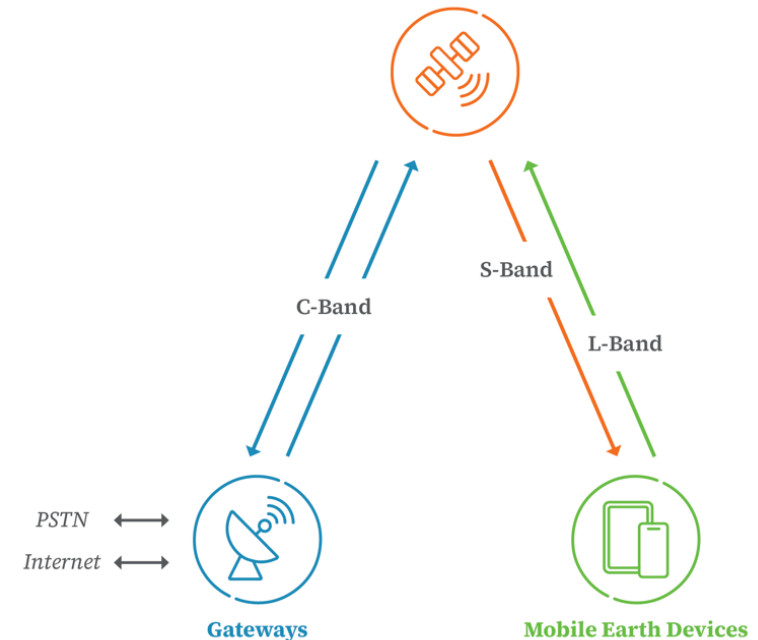 S-Band
C-Band
L-Band
PSTN
Internet
Gateways
Mobile Earth Devices